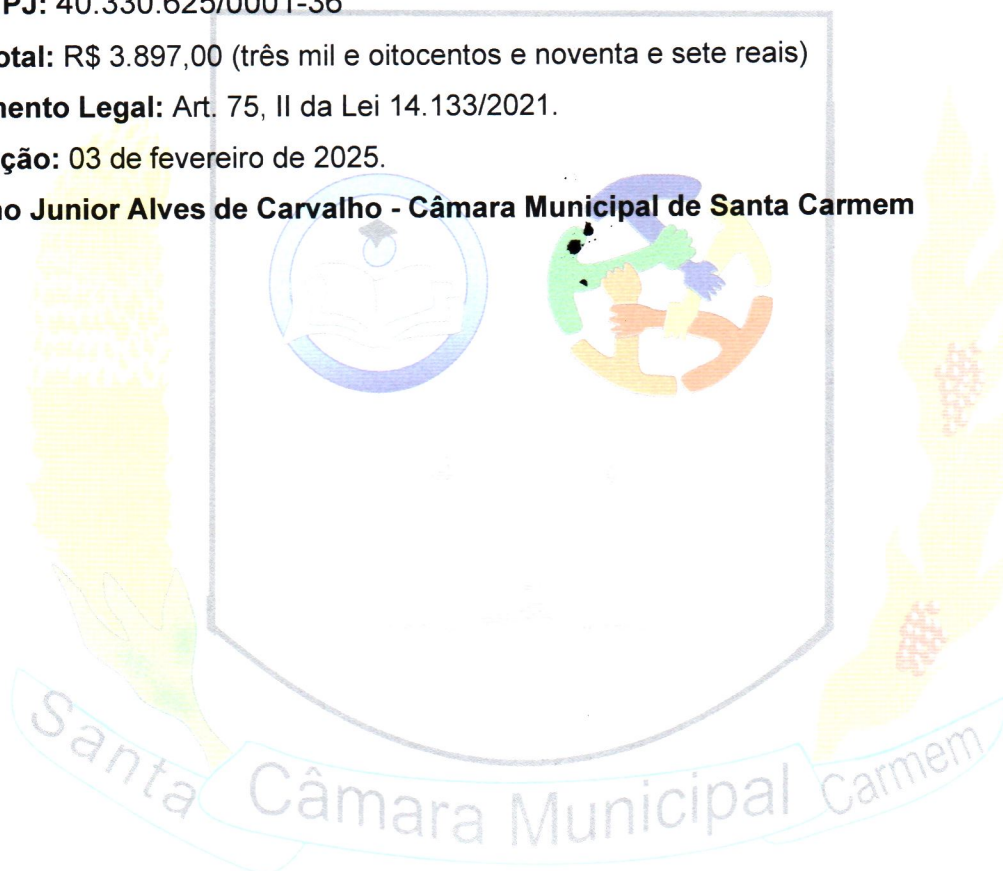 PJ: 40.330.625/0001-36
otal: R$ 3.897,00 (três mil e oitocentos e noventa e sete reais)
mento Legal: Art. 75, II da Lei 14.133/2021.
ção: 03 de fevereiro de 2025.
no Junior Alves de Carvalho - Câmara Municipal de Santa Carmem
Santa Câmara Municipal Carmem